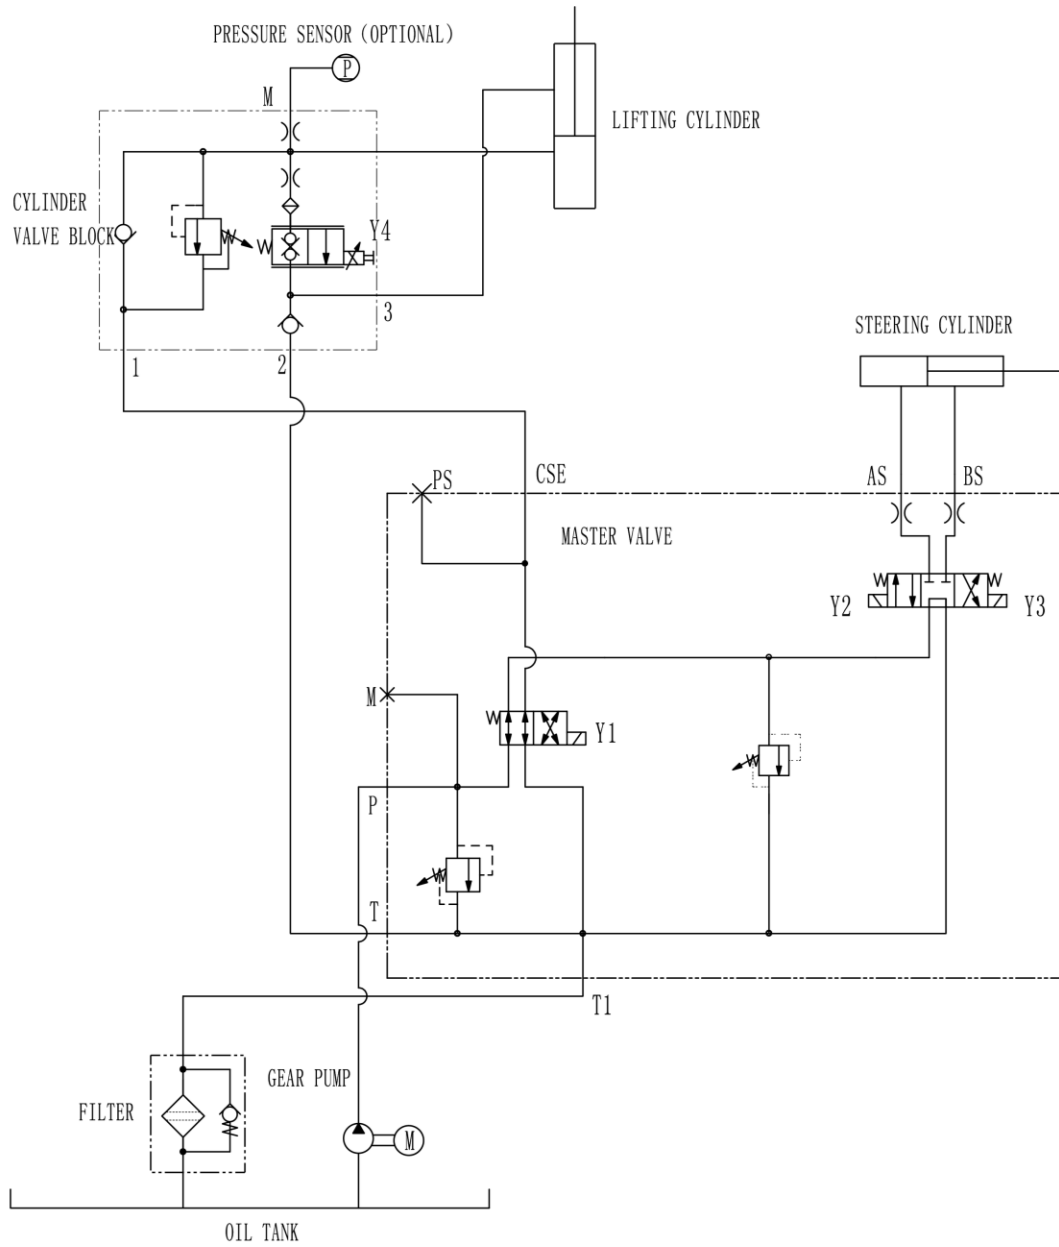 PRESSURE SENSOR (OPTIONAL)
P
M
LIFTING CYLINDER
CYLINDER
VALVE BLOCK
Y4
3
1
2
STEERING CYLINDER
PS
CSE
AS
BS
MASTER VALVE
Y2
Y3
M
Y1
P
T
T1
GEAR PUMP
FILTER
M
OIL TANK